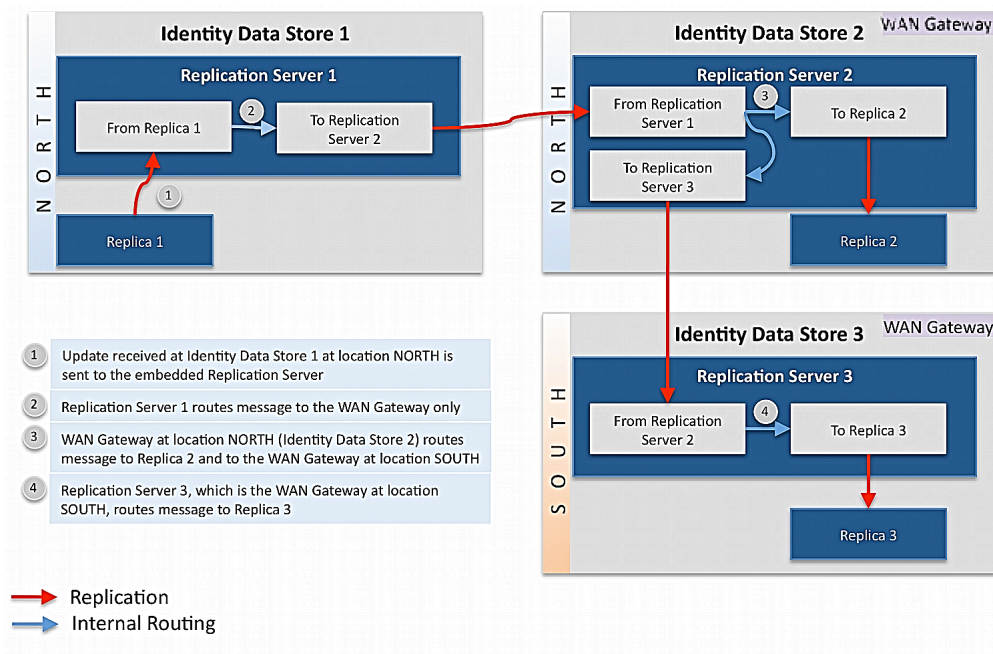 Identity Data Store 1
NORTH
Replication Server 1
From Replica 1
2
To Replication
Server 2
1
Replica 1
Identity Data Store 2
WAN Gateway
NORTH
Replication Server 2
From Replication
Server 1
3
To Replica 2
To Replication
Server 3
Replica 2
Identity Data Store 3
WAN Gateway
SOUTH
Replication Server 3
From Replication
Server 2
4
To Replica 3
Replica 3
1
Update received at Identity Data Store 1 at location NORTH is
sent to the embedded Replication Server
2
Replication Server 1 routes message to the WAN Gateway only
3
WAN Gateway at location NORTH (Identity Data Store 2) routes
message to Replica 2 and to the WAN Gateway at location SOUTH
4
Replication Server 3, which is the WAN Gateway at location
SOUTH, routes message to Replica 3
Replication
Internal Routing